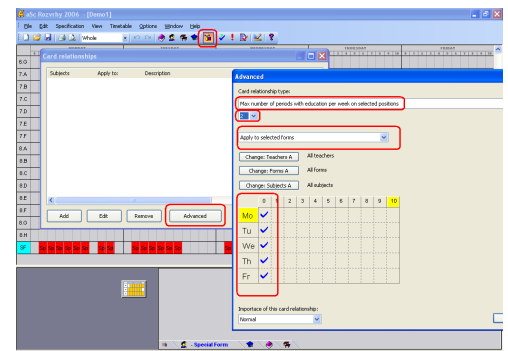 aSc Rozvrhy 2006 - [Demo1]
File Edit Specification View Timetable Options Window Help
Whole
6.G
7.A
7.B
7.C
7.D
7.E
7.F
8.A
8.B
8.C
8.D
8.E
8.F
8.G
8.H
SF
Card relationships
Subjects Apply to: Description
Add Edit Remove Advanced
Advanced
Card relationship type:
Max number of periods with education per week on selected positions
Apply to selected forms
Change: Teachers A All teachers
Change: Forms A All forms
Change: Subjects A All subjects
0 1 2 3 4 5 6 7 8 9 10
Mo
Tu
We
Th
Fr
Importace of this card relationship:
Normal
- Special Form